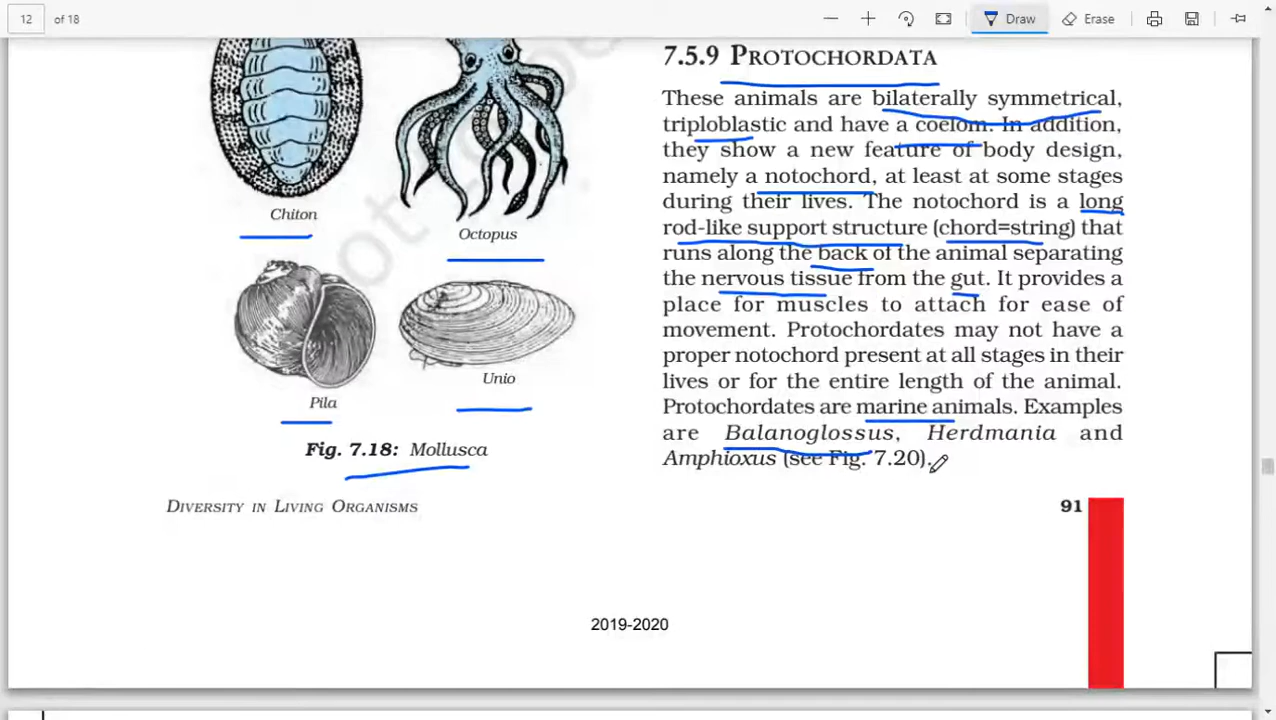 12 of 18
Draw
Erase
Chiton
Octopus
Pila
Unio
Fig. 7.18: Mollusca
7.5.9 PROTOCHORDATA
These animals are bilaterally symmetrical,
triploblastic and have a coelom. In addition,
they show a new feature of body design,
namely a notochord, at least at some stages
during their lives. The notochord is a long
rod-like support structure (chord=string) that
runs along the back of the animal separating
the nervous tissue from the gut. It provides a
place for muscles to attach for ease of
movement. Protochordates may not have a
proper notochord present at all stages in their
lives or for the entire length of the animal.
Protochordates are marine animals. Examples
are Balanoglossus, Herdmania and
Amphioxus (see Fig. 7.20).
DIVERSITY IN LIVING ORGANISMS
91
2019-2020